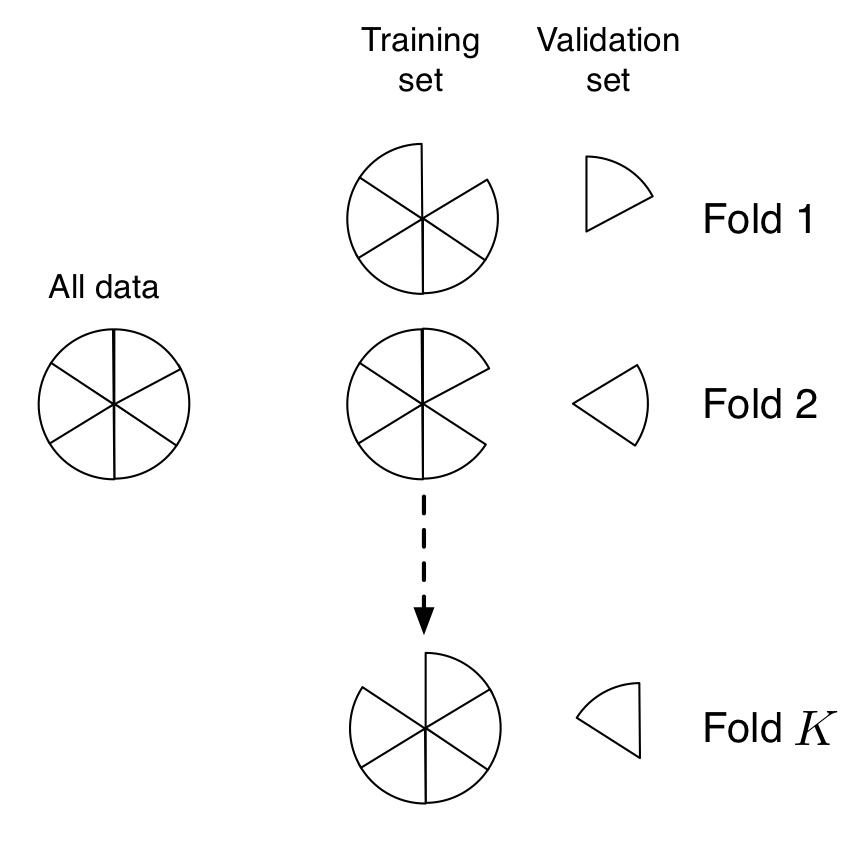 Training
set
Validation
set
Fold 1
All data
Fold 2
Fold K